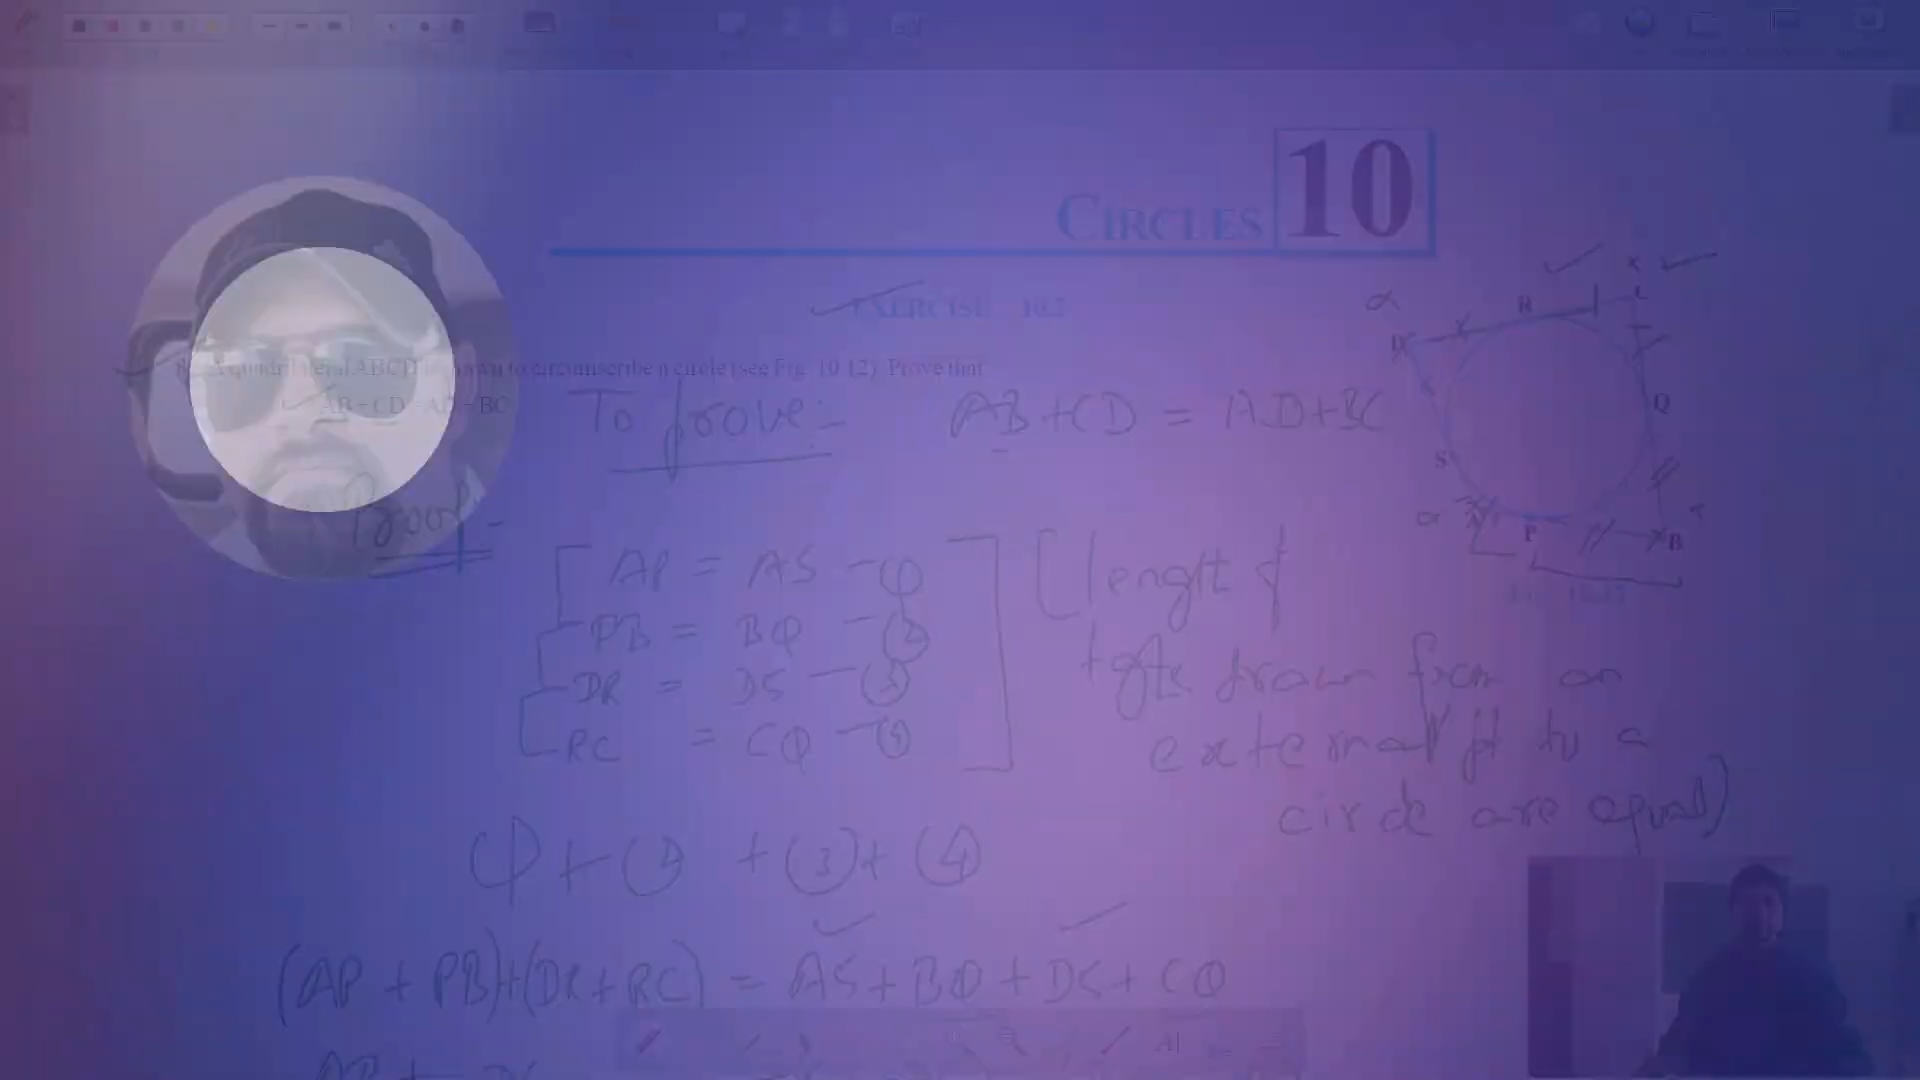 CIRCLES 10
EXERCISE 10.2
8. A quadrilateral ABCD is drawn to circumscribe a circle (see Fig. 10.12). Prove that
AB + CD = AD + BC
To prove:- AB + CD = AD + BC
Proof -
AP = AS - ①
PB = BQ - ②
DR = DS - ③
RC = CQ - ④
[length of
tgts drawn from an
external pt to a
circle are equal)
① + ② + ③ + ④
(AP + PB) + (DR + RC) = AS + BQ + DS + CQ
D
R
C
Q
S
A
P
B